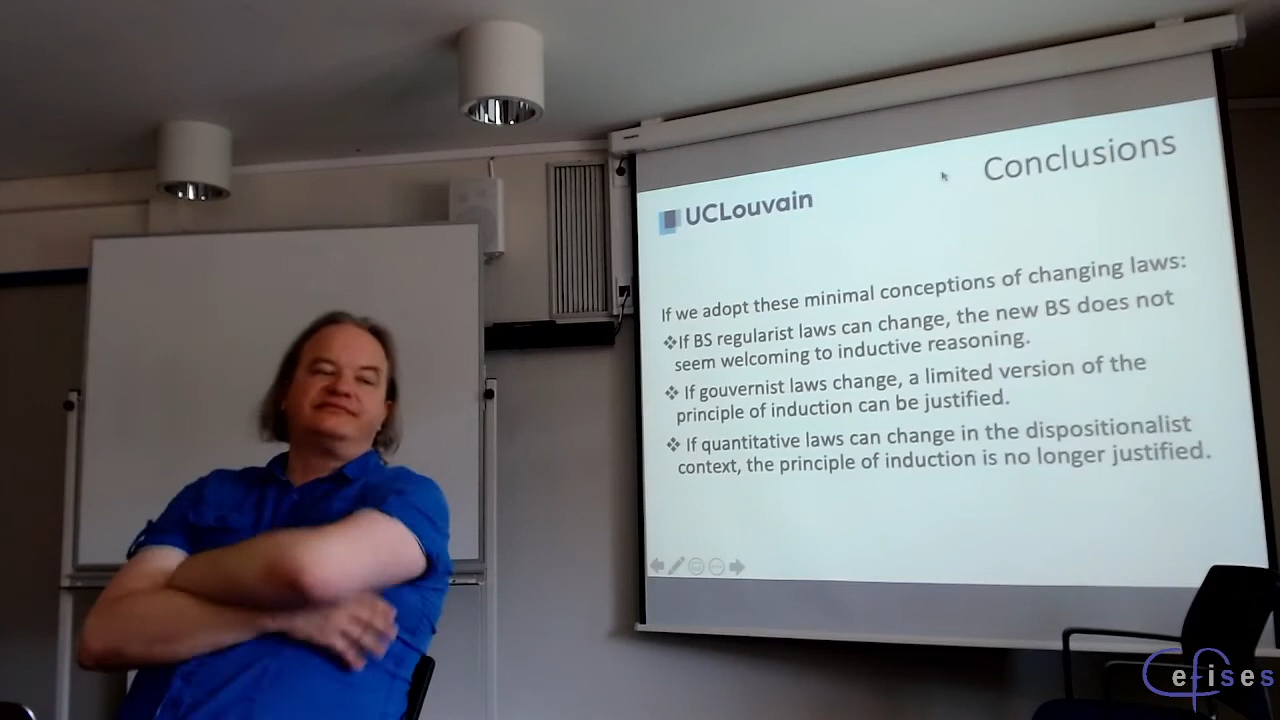 Conclusions
UCLouvain
If we adopt these minimal conceptions of changing laws:
❖If BS regularist laws can change, the new BS does not
seem welcoming to inductive reasoning.
❖ If gouvernist laws change, a limited version of the
principle of induction can be justified.
❖ If quantitative laws can change in the dispositionalist
context, the principle of induction is no longer justified.
Cefises